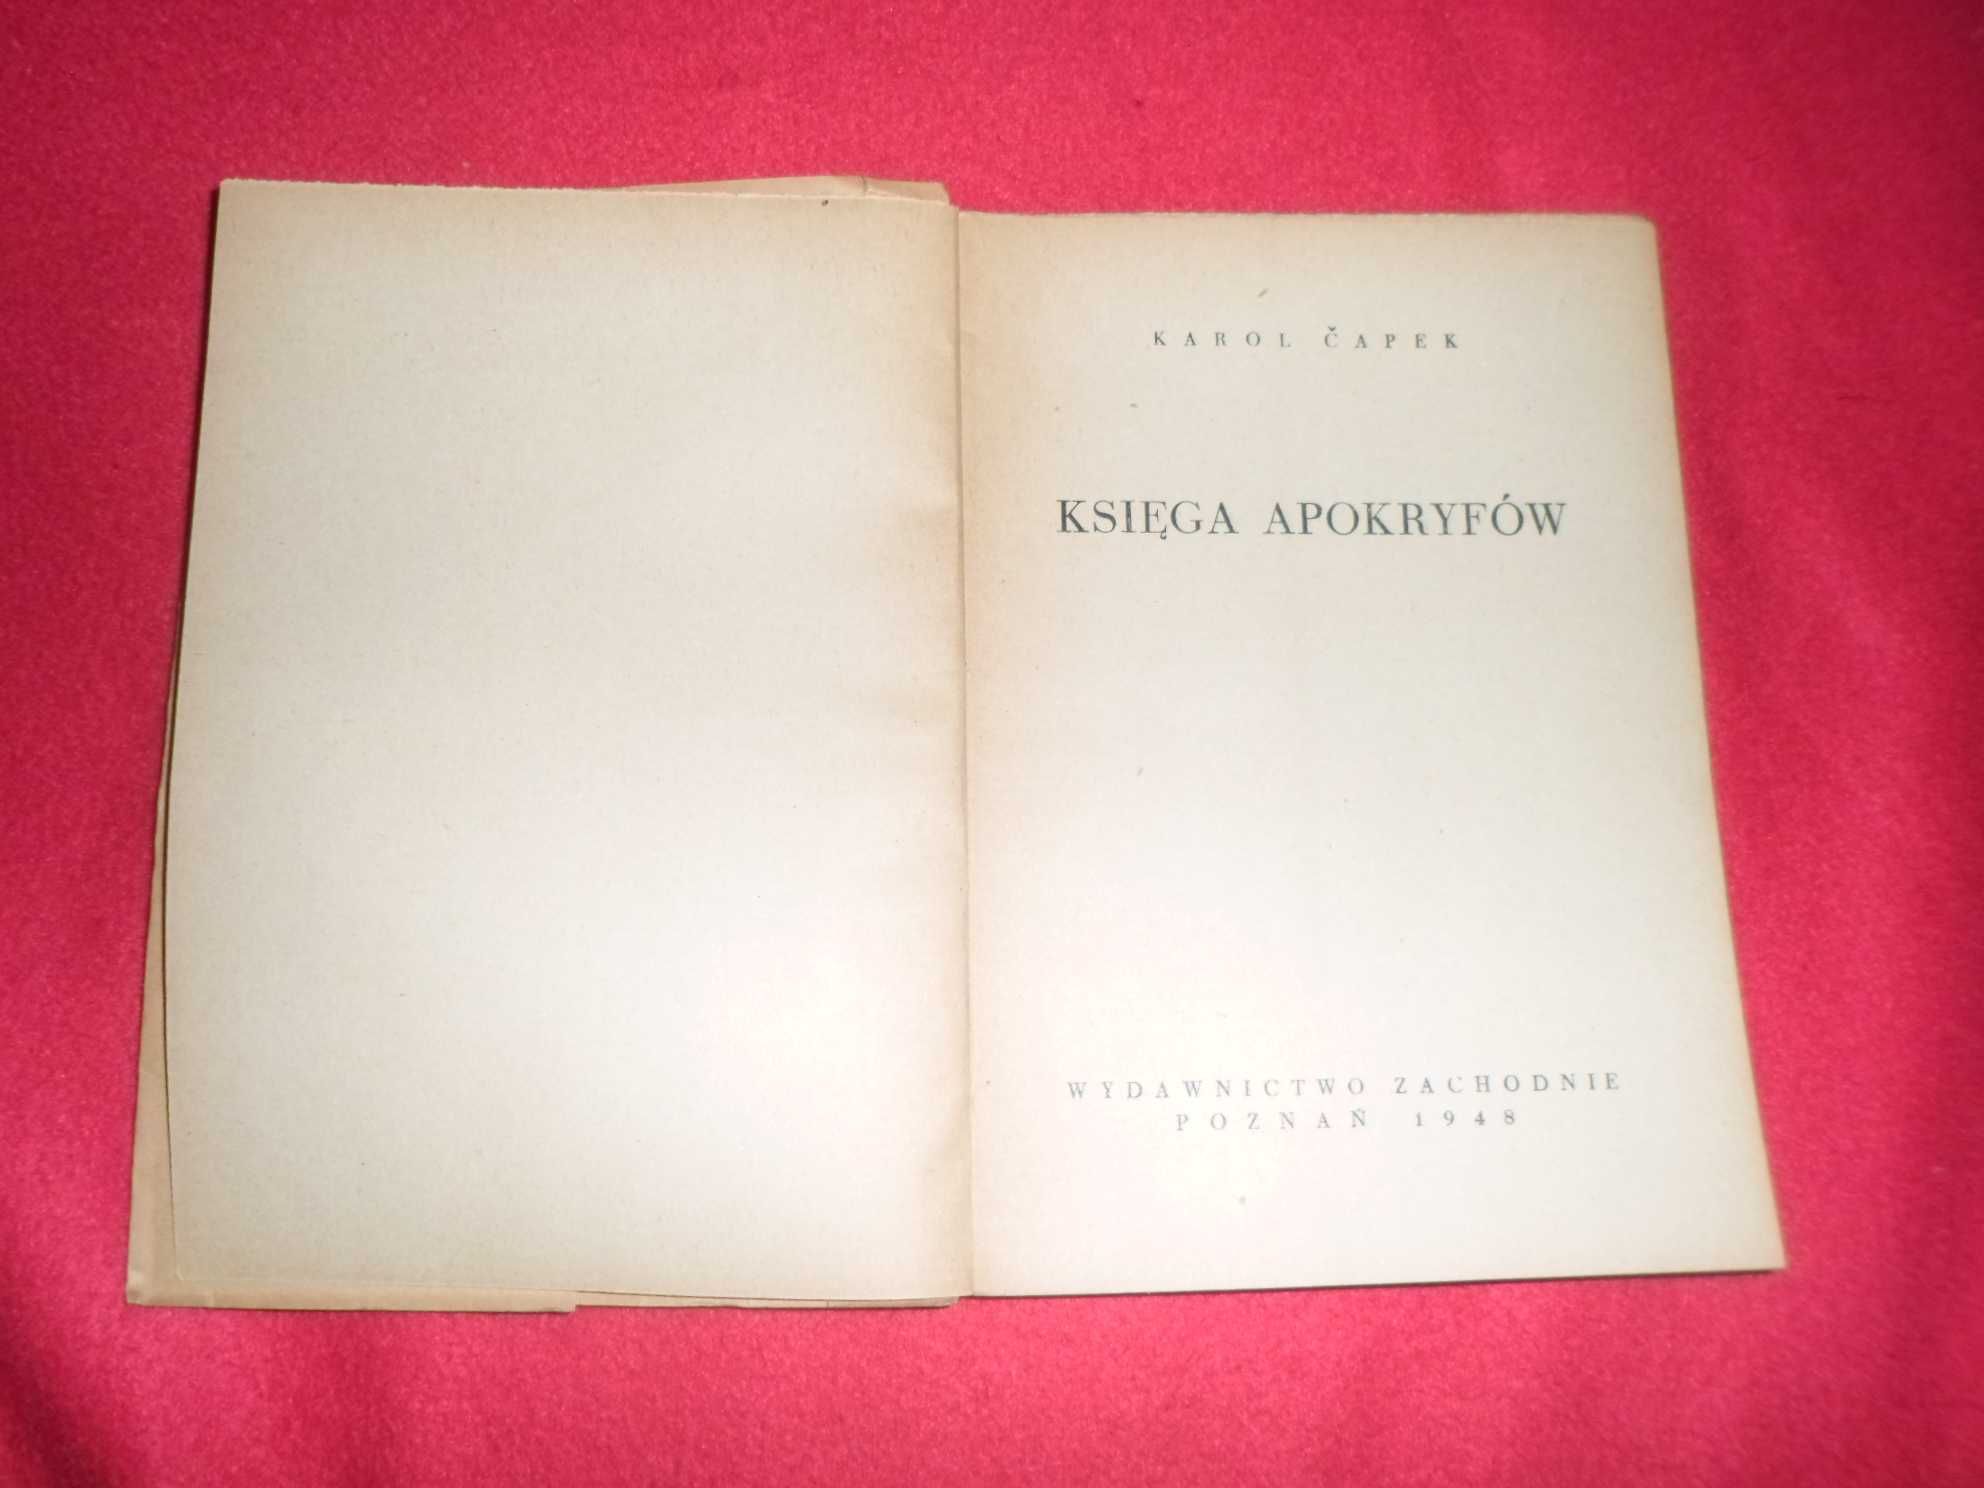 KAROL ČAPEK
KSIĘGA APOKRYFÓW
WYDAWNICTWO ZACHODNIE
POZNAŃ 1948